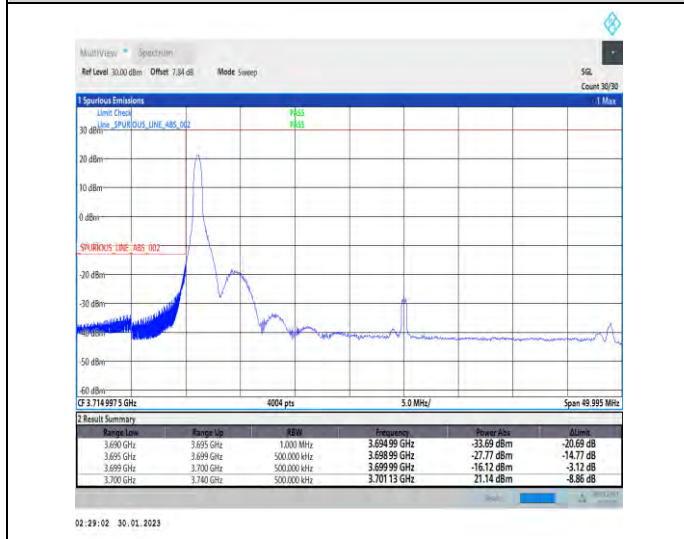 MultiView Spectrum
Ref Level 30.00 dBm Offset 7.84 dB Mode Sweep SGL
Count 30/30
1 Spurious Emissions 1 Max
Limit Check PASS
Line _SPURIOUS_LINE_ABS_002 PASS
30 dBm
20 dBm
10 dBm
0 dBm
_SPURIOUS_LINE_ABS_002
-20 dBm
-30 dBm
-40 dBm
-50 dBm
-60 dBm
CF 3.714 997 5 GHz 4004 pts 5.0 MHz/ Span 49.995 MHz
2 Result Summary
Range Low Range Up RBW Frequency Power Abs ΔLimit
3.690 GHz 3.695 GHz 1.000 MHz 3.694 99 GHz -33.69 dBm -20.69 dB
3.695 GHz 3.699 GHz 500.000 kHz 3.698 99 GHz -27.77 dBm -14.77 dB
3.699 GHz 3.700 GHz 500.000 kHz 3.699 99 GHz -16.12 dBm -3.12 dB
3.700 GHz 3.740 GHz 500.000 kHz 3.701 13 GHz 21.14 dBm -8.86 dB
02:29:02 30.01.2023